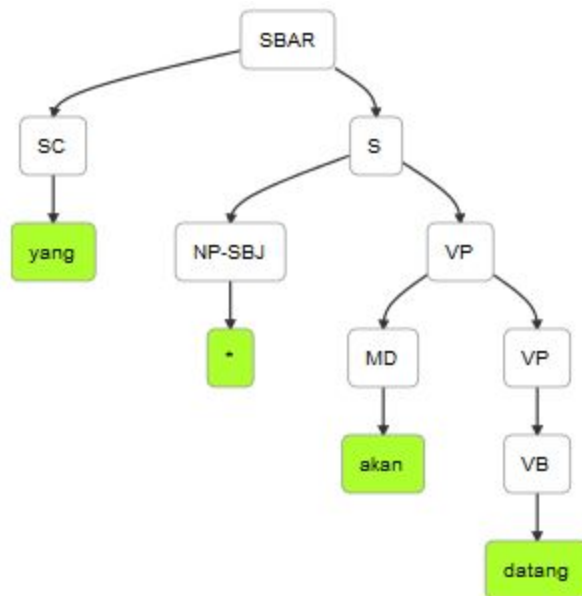 SBAR
SC S
yang NP-SBJ VP
* MD VP
akan VB
datang